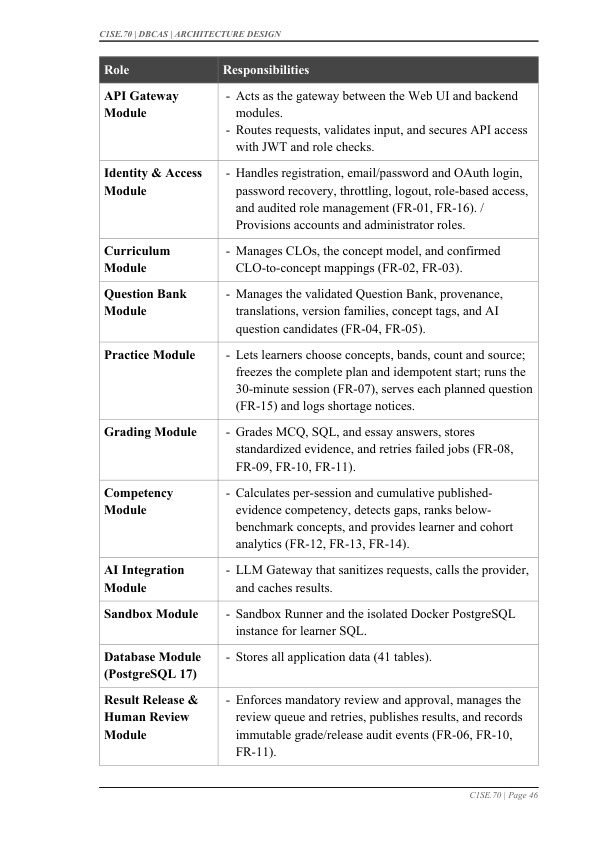 C1SE.70 | DBCAS | ARCHITECTURE DESIGN
Role Responsibilities
API Gateway
Module
- Acts as the gateway between the Web UI and backend
modules.
- Routes requests, validates input, and secures API access
with JWT and role checks.
Identity & Access
Module
- Handles registration, email/password and OAuth login,
password recovery, throttling, logout, role-based access,
and audited role management (FR-01, FR-16). /
Provisions accounts and administrator roles.
Curriculum
Module
- Manages CLOs, the concept model, and confirmed
CLO-to-concept mappings (FR-02, FR-03).
Question Bank
Module
- Manages the validated Question Bank, provenance,
translations, version families, concept tags, and AI
question candidates (FR-04, FR-05).
Practice Module
- Lets learners choose concepts, bands, count and source;
freezes the complete plan and idempotent start; runs the
30-minute session (FR-07), serves each planned question
(FR-15) and logs shortage notices.
Grading Module
- Grades MCQ, SQL, and essay answers, stores
standardized evidence, and retries failed jobs (FR-08,
FR-09, FR-10, FR-11).
Competency
Module
- Calculates per-session and cumulative published-
evidence competency, detects gaps, ranks below-
benchmark concepts, and provides learner and cohort
analytics (FR-12, FR-13, FR-14).
AI Integration
Module
- LLM Gateway that sanitizes requests, calls the provider,
and caches results.
Sandbox Module
- Sandbox Runner and the isolated Docker PostgreSQL
instance for learner SQL.
Database Module
(PostgreSQL 17)
- Stores all application data (41 tables).
Result Release &
Human Review
Module
- Enforces mandatory review and approval, manages the
review queue and retries, publishes results, and records
immutable grade/release audit events (FR-06, FR-10,
FR-11).
C1SE.70 | Page 46